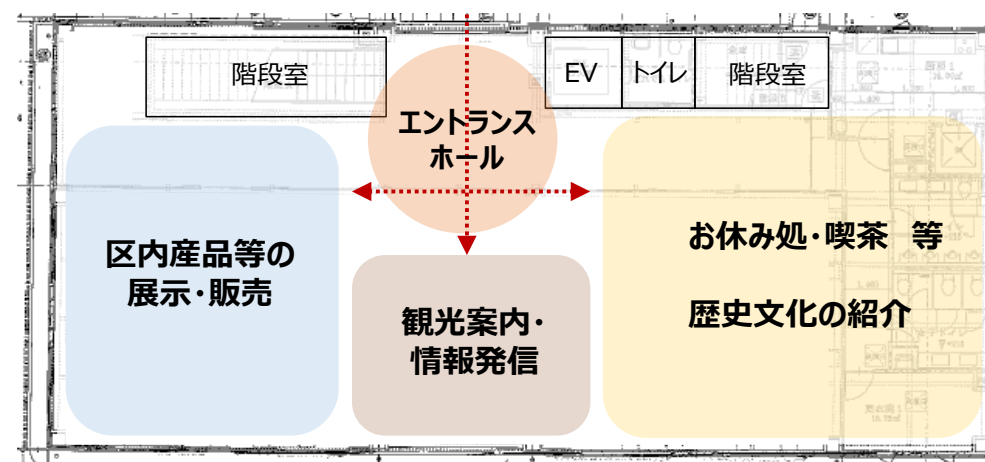 階段室
EV
トイレ
階段室
エントランス
ホール
区内産品等の
展示・販売
観光案内・
情報発信
お休み処・喫茶　等
歴史文化の紹介